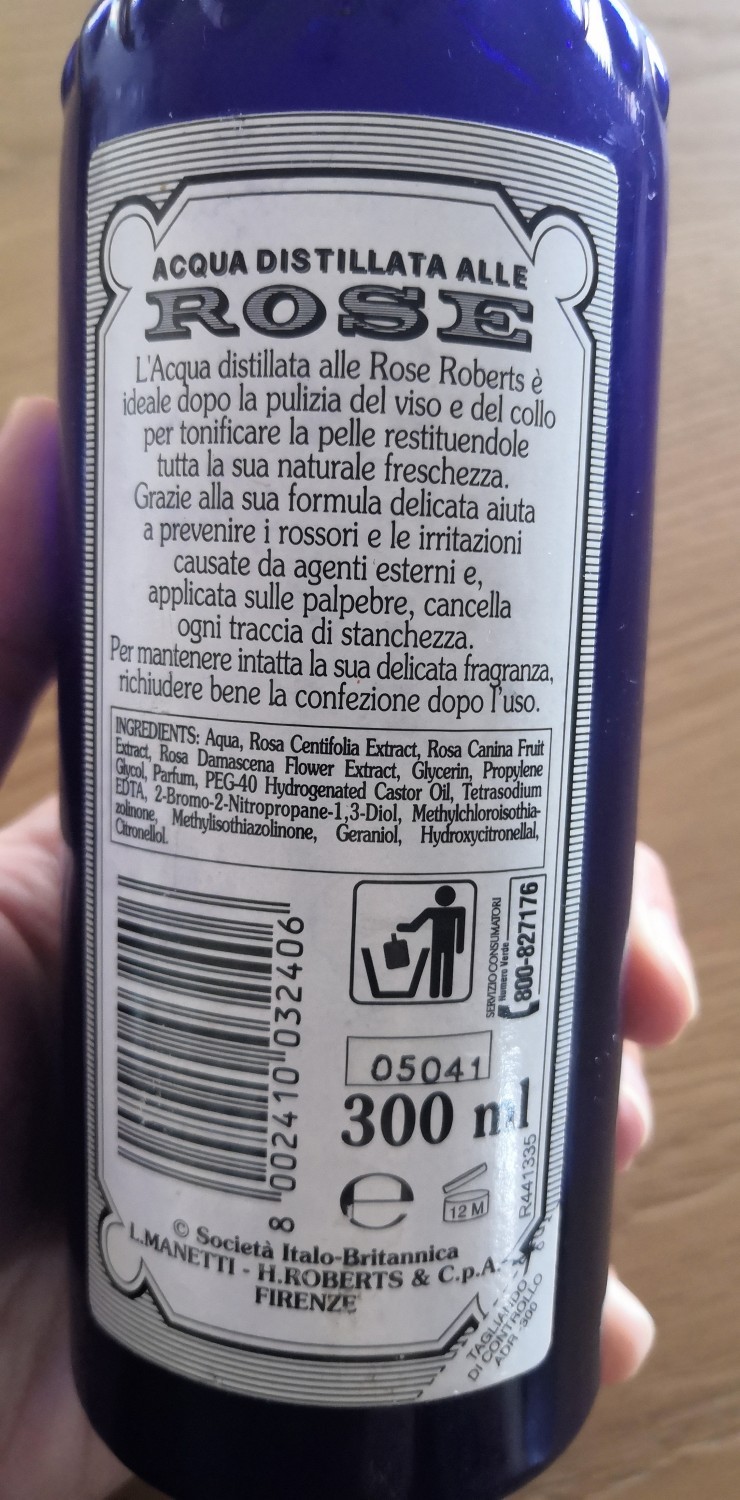 ACQUA DISTILLATA ALLE
ROSE
L'Acqua distillata alle Rose Roberts è
ideale dopo la pulizia del viso e del collo
per tonificare la pelle restituendole
tutta la sua naturale freschezza.
Grazie alla sua formula delicata aiuta
a prevenire i rossori e le irritazioni
causate da agenti esterni e,
applicata sulle palpebre, cancella
ogni traccia di stanchezza.
Per mantenere intatta la sua delicata fragranza,
richiudere bene la confezione dopo l'uso.
INGREDIENTS: Aqua, Rosa Centifolia Extract, Rosa Canina Fruit
Extract, Rosa Damascena Flower Extract, Glycerin, Propylene
Glycol, Parfum, PEG-40 Hydrogenated Castor Oil, Tetrasodium
EDTA, 2-Bromo-2-Nitropropane-1,3-Diol, Methylchloroisothia-
zolinone, Methylisothiazolinone, Geraniol, Hydroxycitronellal,
Citronellol.
8 002410 032406
SERVIZIO CONSUMATORI
Numero Verde
800-827176
05041
300 ml
e
12 M
R441335
© Società Italo-Britannica
L.MANETTI - H.ROBERTS & C.p.A.
FIRENZE
TAGLIANDO
DI CONTROLLO
ADR -300